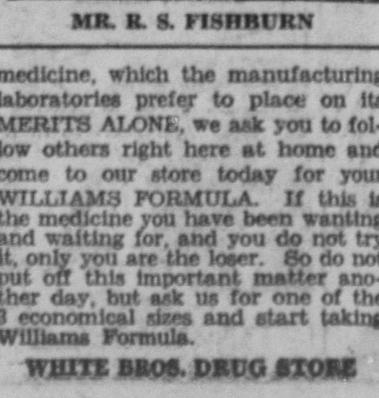 MR. R. S. FISHBURN
medicine, which the manufacturing
laboratories prefer to place on its
MERITS ALONE, we ask you to fol-
low others right here at home and
come to our store today for your
WILLIAMS FORMULA. If this is
the medicine you have been wanting
and waiting for, and you do not try
it, only you are the loser. So do not
put off this important matter ano-
ther day, but ask us for one of the
3 economical sizes and start taking
Williams Formula.
WHITE BROS. DRUG STORE